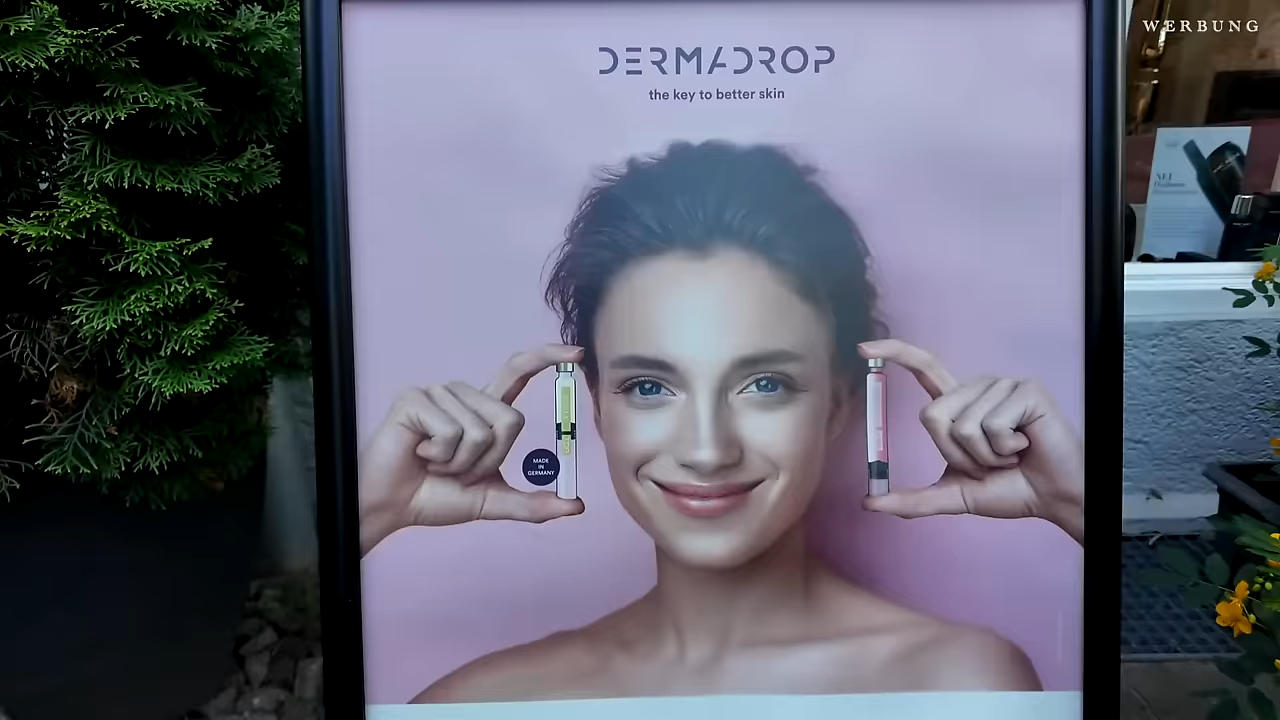 WERBUNG
DERMADROP
the key to better skin
MADE
IN
GERMANY